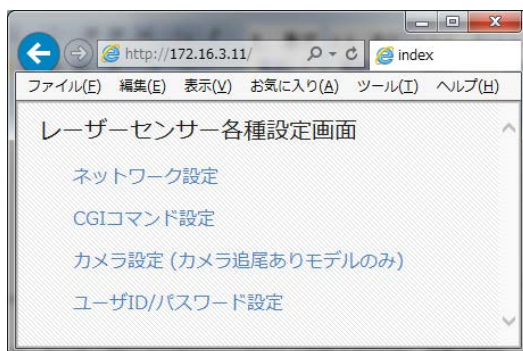 http://172.16.3.11/
index
ファイル(F) 編集(E) 表示(V) お気に入り(A) ツール(T) ヘルプ(H)
レーザーセンサー各種設定画面
ネットワーク設定
CGIコマンド設定
カメラ設定 (カメラ追尾ありモデルのみ)
ユーザID/パスワード設定